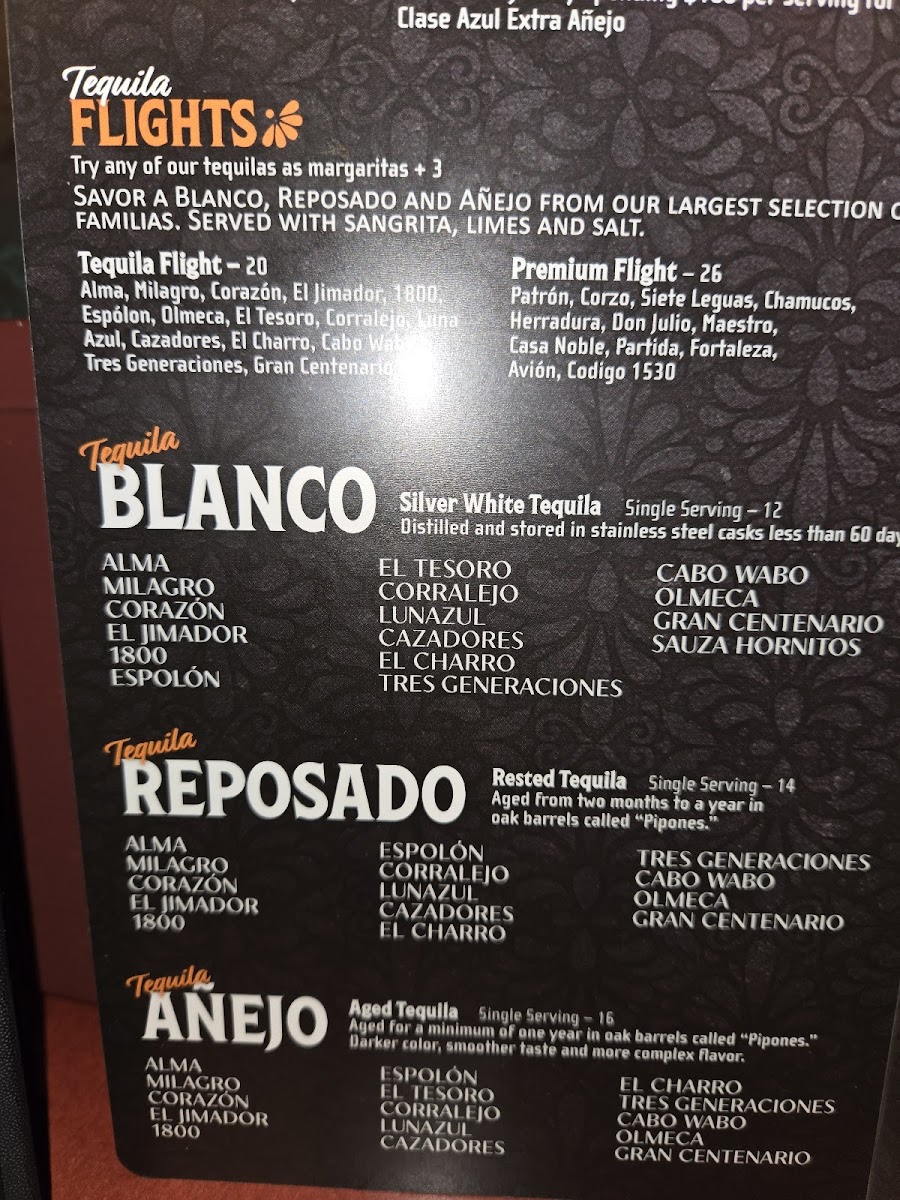 Clase Azul Extra Añejo
Tequila
FLIGHTS
Try any of our tequilas as margaritas + 3
SAVOR A BLANCO, REPOSADO AND AÑEJO FROM OUR LARGEST SELECTION
FAMILIAS. SERVED WITH SANGRITA, LIMES AND SALT.
Tequila Flight – 20
Alma, Milagro, Corazón, El Jimador, 1800,
Espólon, Olmeca, El Tesoro, Corralejo, Luna
Azul, Cazadores, El Charro, Cabo Wabo
Tres Generaciones, Gran Centenario
Premium Flight – 26
Patrón, Corzo, Siete Leguas, Chamucos,
Herradura, Don Julio, Maestro,
Casa Noble, Partida, Fortaleza,
Avión, Codigo 1530
Tequila
BLANCO
Silver White Tequila Single Serving – 12
Distilled and stored in stainless steel casks less than 60
ALMA
MILAGRO
CORAZÓN
EL JIMADOR
1800
ESPOLÓN
EL TESORO
CORRALEJO
LUNAZUL
CAZADORES
EL CHARRO
TRES GENERACIONES
CABO WABO
OLMECA
GRAN CENTENARIO
SAUZA HORNITOS
Tequila
REPOSADO
Rested Tequila Single Serving – 14
Aged from two months to a year in
oak barrels called “Pipones.”
ALMA
MILAGRO
CORAZÓN
EL JIMADOR
1800
ESPOLÓN
CORRALEJO
LUNAZUL
CAZADORES
EL CHARRO
TRES GENERACIONES
CABO WABO
OLMECA
GRAN CENTENARIO
Tequila
AÑEJO
Aged Tequila Single Serving – 16
Aged for a minimum of one year in oak barrels called “Pipones.”
Darker color, smoother taste and more complex flavor.
ALMA
MILAGRO
CORAZÓN
EL JIMADOR
1800
ESPOLÓN
EL TESORO
CORRALEJO
LUNAZUL
CAZADORES
EL CHARRO
TRES GENERACIONES
CABO WABO
OLMECA
GRAN CENTENARIO